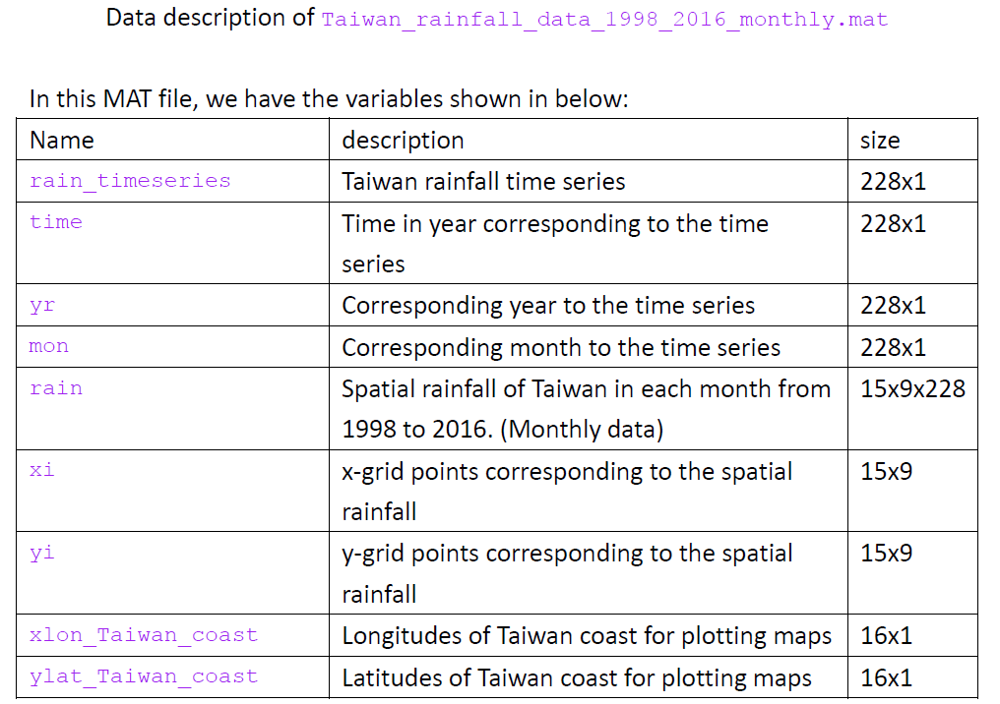 Data description of Taiwan_rainfall_data_1998_2016_monthly.mat
In this MAT file, we have the variables shown in below:
Name description size
rain_timeseries Taiwan rainfall time series 228x1
time Time in year corresponding to the time 228x1
series
yr Corresponding year to the time series 228x1
mon Corresponding month to the time series 228x1
rain Spatial rainfall of Taiwan in each month from 15x9x228
1998 to 2016. (Monthly data)
xi x-grid points corresponding to the spatial 15x9
rainfall
yi y-grid points corresponding to the spatial 15x9
rainfall
xlon_Taiwan_coast Longitudes of Taiwan coast for plotting maps 16x1
ylat_Taiwan_coast Latitudes of Taiwan coast for plotting maps 16x1